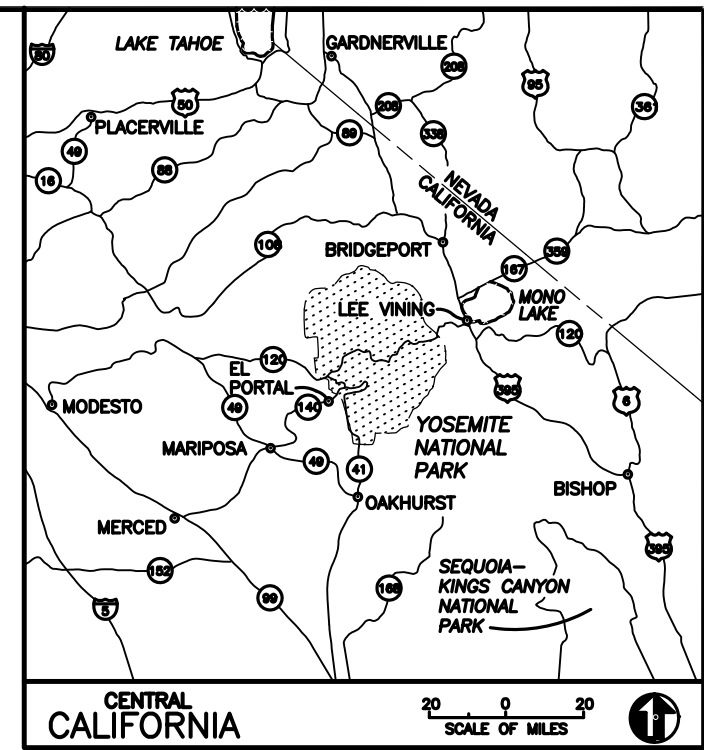 LAKE TAHOE
GARDNERVILLE
80
208
95
50
208
361
PLACERVILLE
338
89
49
88
16
NEVADA
CALIFORNIA
108
BRIDGEPORT
359
167
MONO
LAKE
LEE VINING
120
120
EL
PORTAL
395
6
MODESTO
49
140
YOSEMITE
NATIONAL
PARK
MARIPOSA
49
41
BISHOP
OAKHURST
MERCED
395
152
SEQUOIA-
KINGS CANYON
NATIONAL
PARK
168
99
5
CENTRAL
CALIFORNIA
20 0 20
SCALE OF MILES